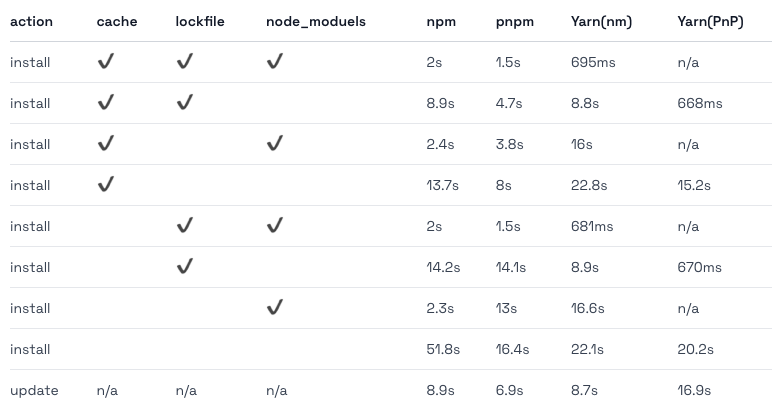 action cache lockfile node_moduels npm pnpm Yarn(nm) Yarn(PnP)
install ✔ ✔ ✔ 2s 1.5s 695ms n/a
install ✔ ✔ 8.9s 4.7s 8.8s 668ms
install ✔ ✔ 2.4s 3.8s 16s n/a
install ✔ 13.7s 8s 22.8s 15.2s
install ✔ ✔ 2s 1.5s 681ms n/a
install ✔ 14.2s 14.1s 8.9s 670ms
install ✔ 2.3s 13s 16.6s n/a
install 51.8s 16.4s 22.1s 20.2s
update n/a n/a n/a 8.9s 6.9s 8.7s 16.9s